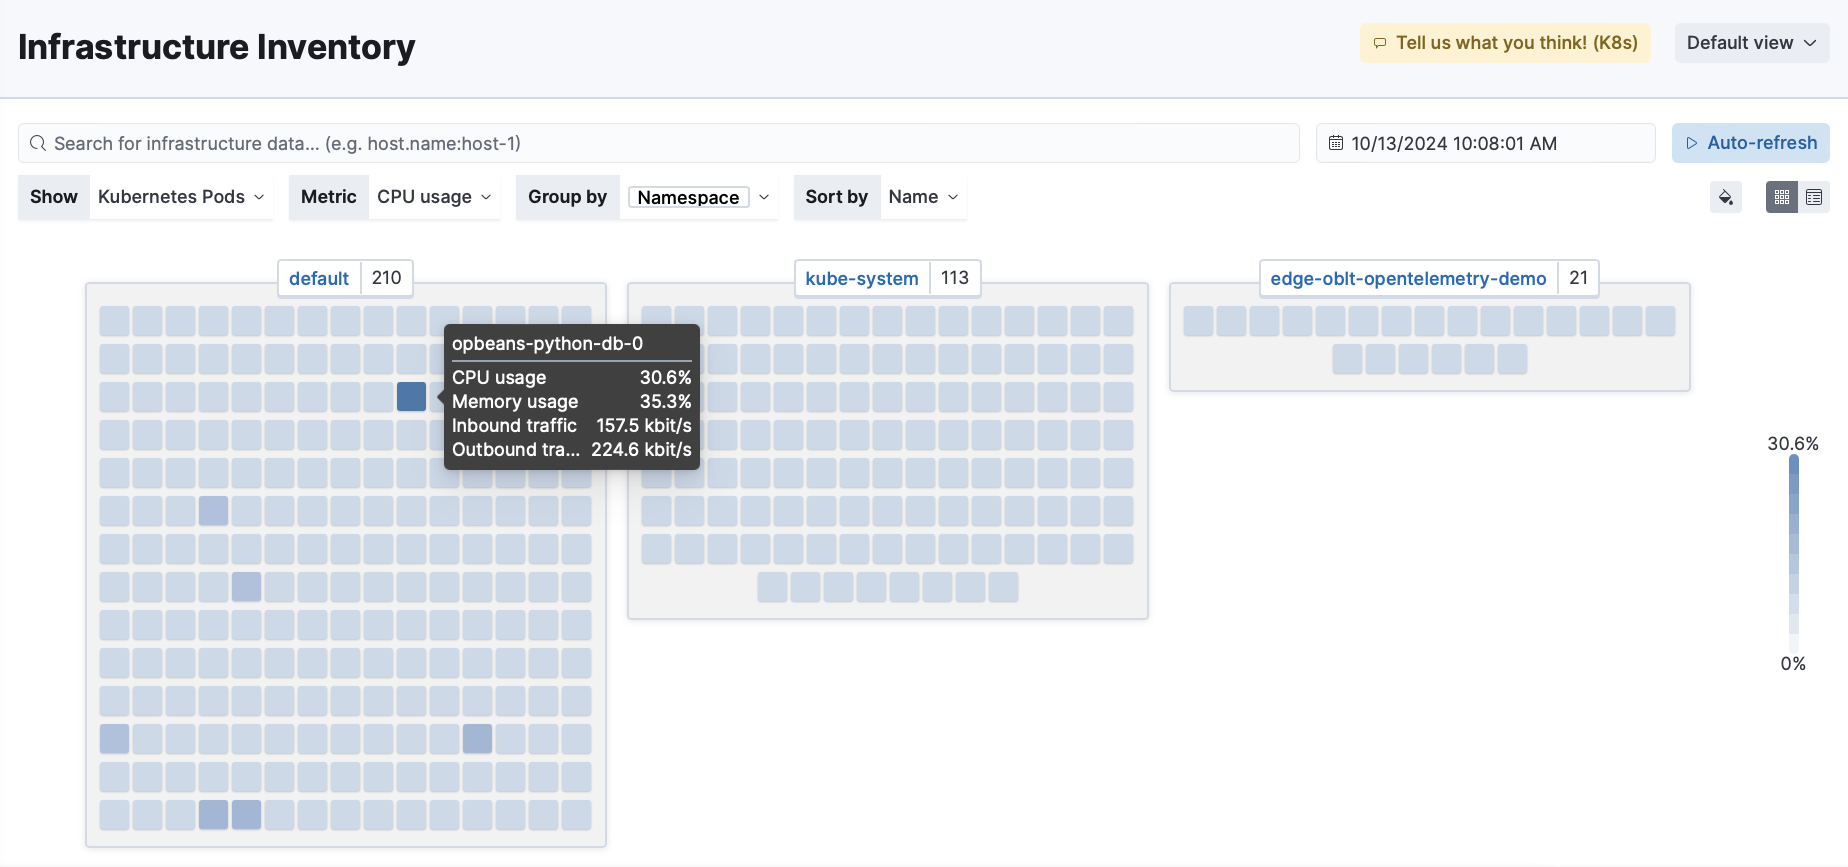 Infrastructure Inventory
Tell us what you think! (K8s)
Default view
Search for infrastructure data... (e.g. host.name:host-1)
10/13/2024 10:08:01 AM
Auto-refresh
Show Kubernetes Pods
Metric CPU usage
Group by Namespace
Sort by Name
default 210
kube-system 113
edge-oblt-opentelemetry-demo 21
opbeans-python-db-0
CPU usage 30.6%
Memory usage 35.3%
Inbound traffic 157.5 kbit/s
Outbound tra... 224.6 kbit/s
30.6%
0%